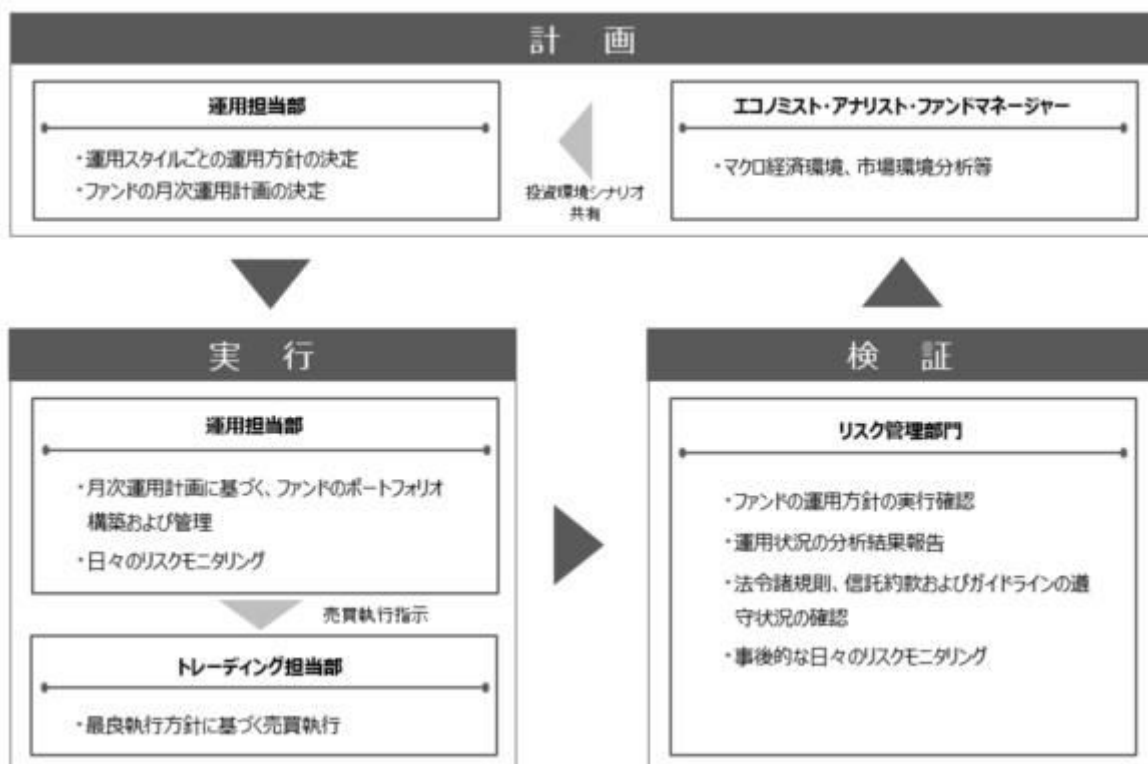 計 画
運用担当部
・運用スタイルごとの運用方針の決定
・ファンドの月次運用計画の決定
投資環境シナリオ
共有
エコノミスト・アナリスト・ファンドマネージャー
・マクロ経済環境、市場環境分析等
実 行
運用担当部
・月次運用計画に基づく、ファンドのポートフォリオ
構築および管理
・日々のリスクモニタリング
売買執行指示
トレーディング担当部
・最良執行方針に基づく売買執行
検 証
リスク管理部門
・ファンドの運用方針の実行確認
・運用状況の分析結果報告
・法令諸規則、信託約款およびガイドラインの遵
守状況の確認
・事後的な日々のリスクモニタリング